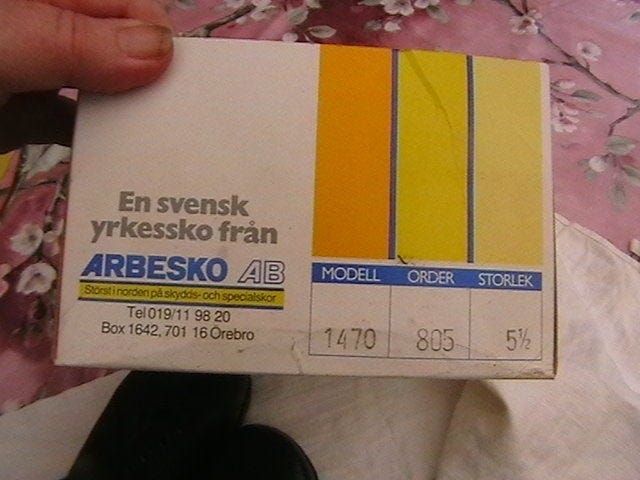 En svensk
yrkessko från
ARBESKO AB
Störst i norden på skydds- och specialskor
Tel 019/11 98 20
Box 1642, 701 16 Örebro
MODELL ORDER STORLEK
1470 805 5½